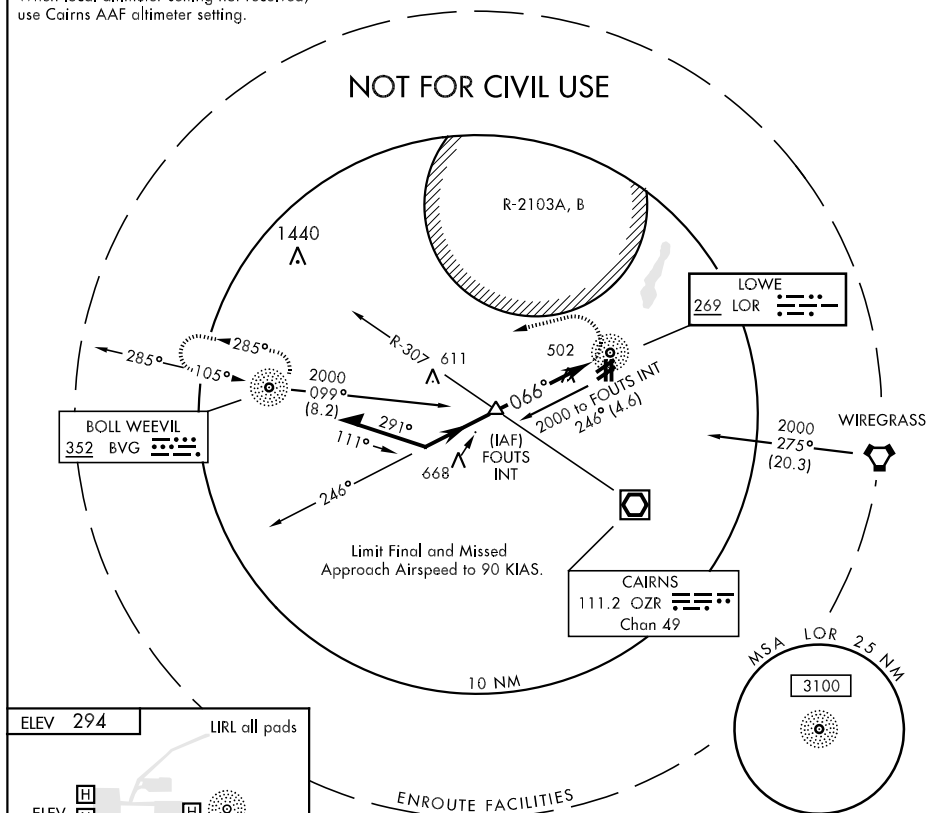 use Cairns AAF altimeter setting.
NOT FOR CIVIL USE
R-2103A, B
1440
LOWE
269 LOR
R-307
611
502
285°
285°
105°
2000
099°
(8.2)
066°
2000 to FOUTS INT
246° (4.6)
BOLL WEEVIL
352 BVG
291°
111°
(IAF)
FOUTS
INT
668
246°
WIREGRASS
2000
275°
(20.3)
Limit Final and Missed
Approach Airspeed to 90 KIAS.
CAIRNS
111.2 OZR
Chan 49
10 NM
MSA LOR 25 NM
3100
ELEV 294
LIRL all pads
H
H
ENROUTE FACILITIES